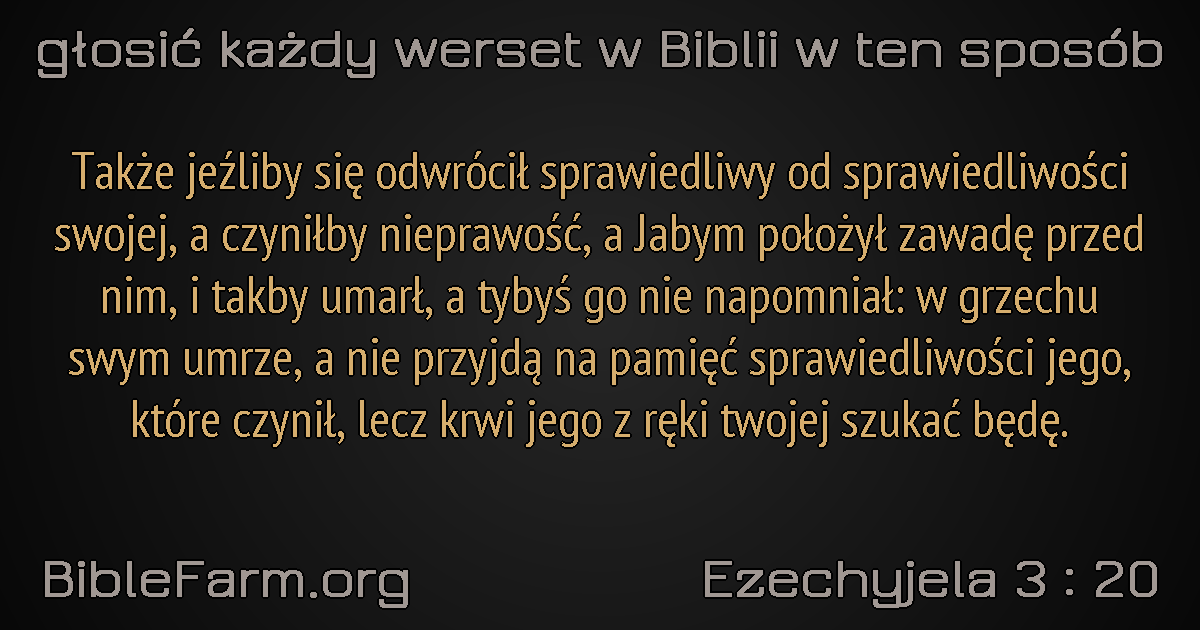 głosić każdy werset w Biblii w ten sposób
Także jeźliby się odwrócił sprawiedliwy od sprawiedliwości
swojej, a czyniłby nieprawość, a Jabym położył zawadę przed
nim, i takby umarł, a tybyś go nie napomniał: w grzechu
swym umrze, a nie przyjdą na pamięć sprawiedliwości jego,
które czynił, lecz krwi jego z ręki twojej szukać będę.
BibleFarm.org
Ezechyjela 3 : 20